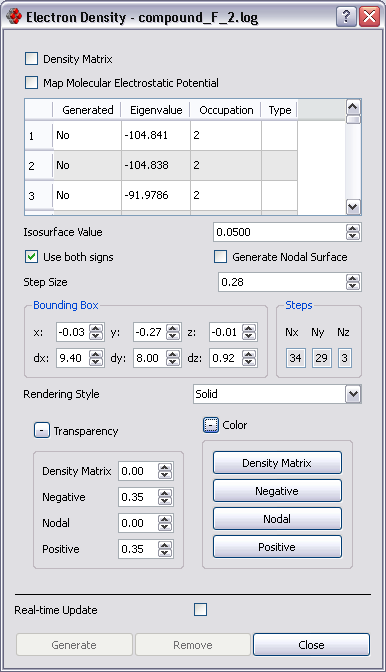 Electron Density - compound_F_2.log
Density Matrix
Map Molecular Electrostatic Potential
Generated Eigenvalue Occupation Type
1 No -104.841 2
2 No -104.838 2
3 No -91.9786 2
Isosurface Value 0.0500
Use both signs Generate Nodal Surface
Step Size 0.28
Bounding Box Steps
x: -0.03 y: -0.27 z: -0.01 Nx Ny Nz
dx: 9.40 dy: 8.00 dz: 0.92 34 29 3
Rendering Style Solid
- Transparency - Color
Density Matrix 0.00 Density Matrix
Negative 0.35 Negative
Nodal 0.00 Nodal
Positive 0.35 Positive
Real-time Update
Generate Remove Close